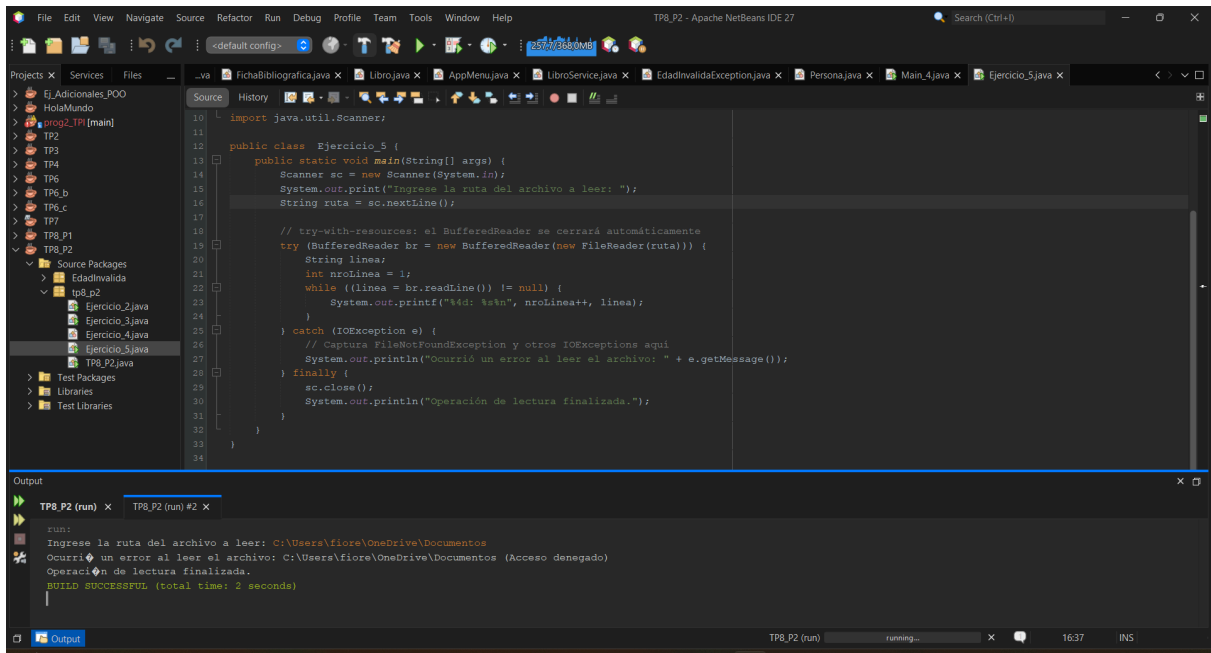 File Edit View Navigate Source Refactor Run Debug Profile Team Tools Window Help TP8_P2 - Apache NetBeans IDE 27 Search (Ctrl+I)
<default config> 257.7/368.0MB
Projects Services Files ...va FichaBibliografica.java Libro.java AppMenu.java LibroService.java EdadInvalidaException.java Persona.java Main_4.java Ejercicio_5.java
Source History
Ej_Adicionales_POO
HolaMundo
prog2_TPI [main]
TP2
TP3
TP4
TP6
TP6_b
TP6_c
TP7
TP8_P1
TP8_P2
Source Packages
EdadInvalida
tp8_p2
Ejercicio_2.java
Ejercicio_3.java
Ejercicio_4.java
Ejercicio_5.java
TP8_P2.java
Test Packages
Libraries
Test Libraries
10 import java.util.Scanner;
11
12 public class Ejercicio_5 {
13 public static void main(String[] args) {
14 Scanner sc = new Scanner(System.in);
15 System.out.print("Ingrese la ruta del archivo a leer: ");
16 String ruta = sc.nextLine();
17
18 // try-with-resources: el BufferedReader se cerrará automáticamente
19 try (BufferedReader br = new BufferedReader(new FileReader(ruta))) {
20 String linea;
21 int nroLinea = 1;
22 while ((linea = br.readLine()) != null) {
23 System.out.printf("%4d: %s%n", nroLinea++, linea);
24 }
25 } catch (IOException e) {
26 // Captura FileNotFoundException y otros IOExceptions aquí
27 System.out.println("Ocurrió un error al leer el archivo: " + e.getMessage());
28 } finally {
29 sc.close();
30 System.out.println("Operación de lectura finalizada.");
31 }
32 }
33 }
34
Output
TP8_P2 (run) TP8_P2 (run) #2
run:
Ingrese la ruta del archivo a leer: C:\Users\fiore\OneDrive\Documentos
Ocurri� un error al leer el archivo: C:\Users\fiore\OneDrive\Documentos (Acceso denegado)
Operaci�n de lectura finalizada.
BUILD SUCCESSFUL (total time: 2 seconds)
Output TP8_P2 (run) running... 16:37 INS